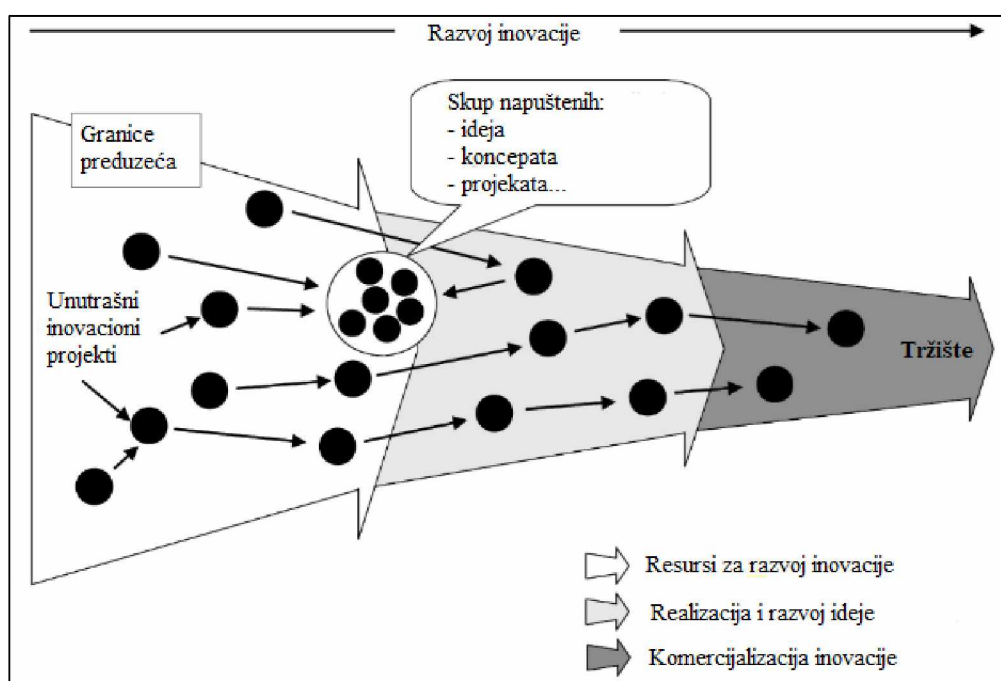 Razvoj inovacije
Skup napuštenih:
- ideja
- koncepata
- projekata...
Granice
preduzeća
Unutrašni
inovacioni
projekti
Tržište
Resursi za razvoj inovacije
Realizacija i razvoj ideje
Komercijalizacija inovacije